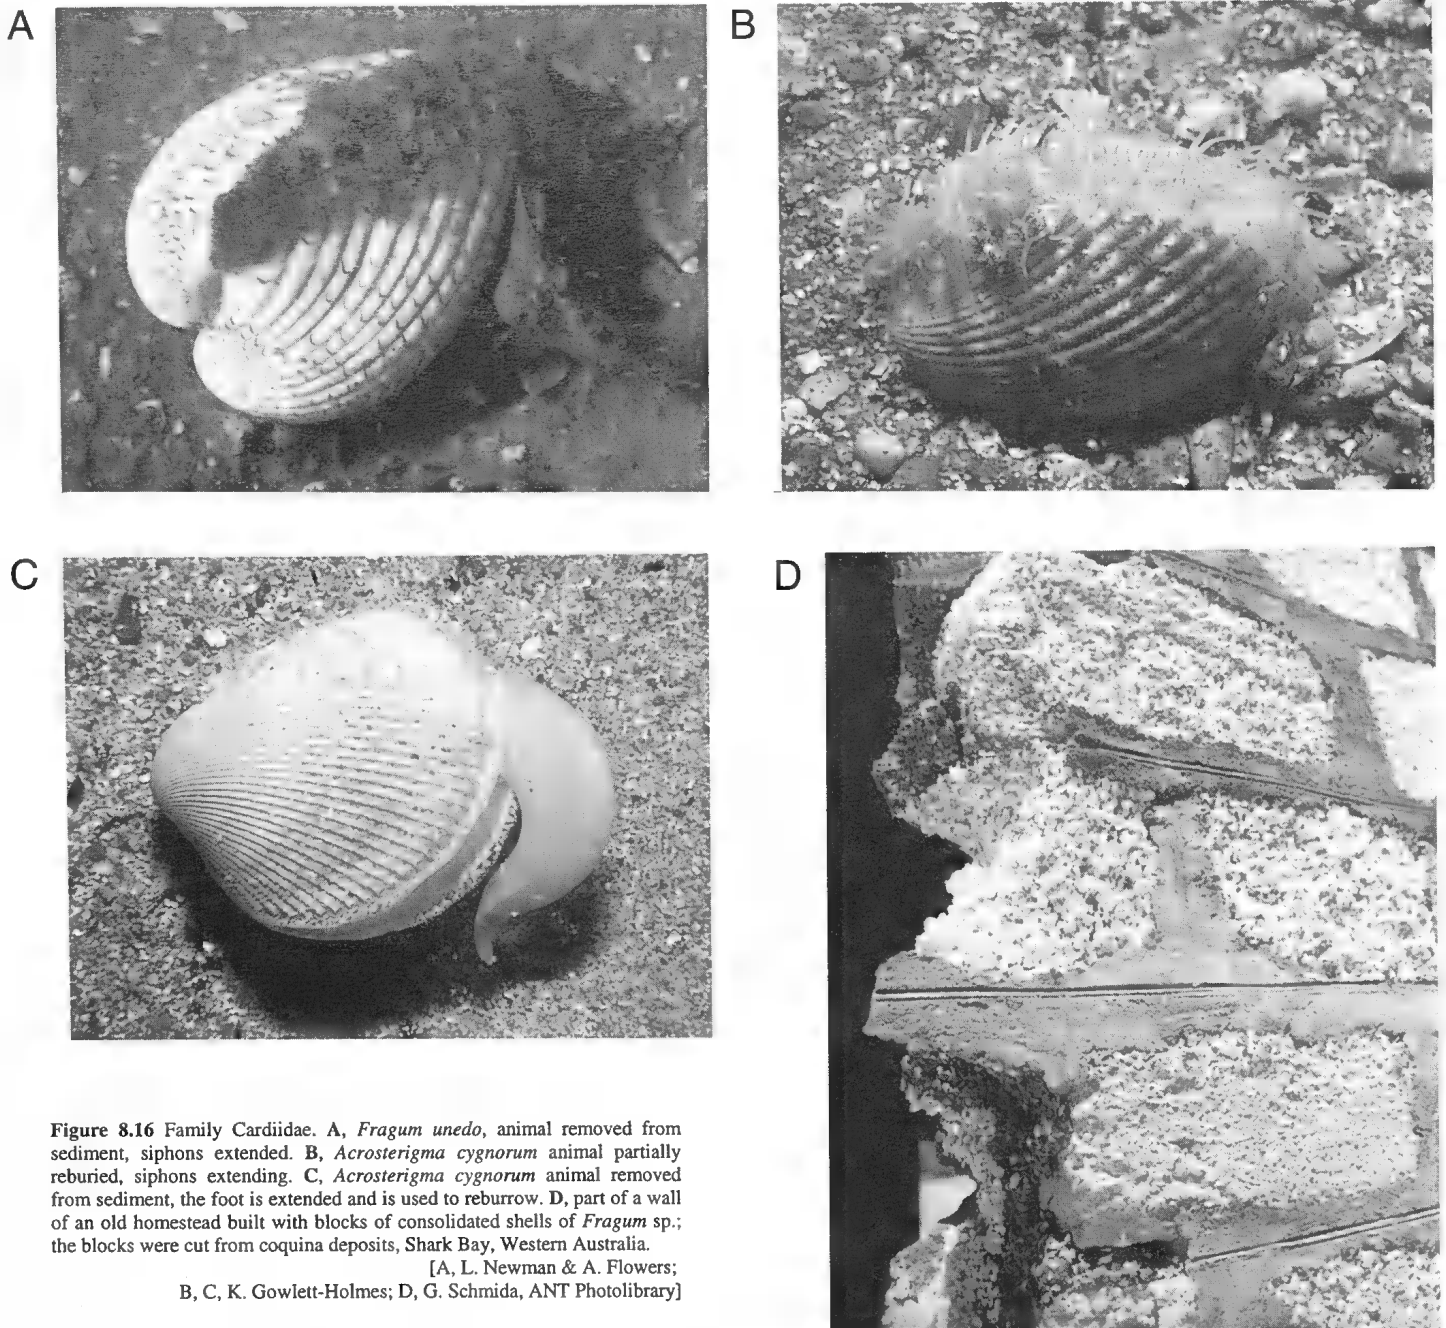 A
B
C
D
Figure 8.16 Family Cardiidae. A, Fragum unedo, animal removed from
sediment, siphons extended. B, Acrosterigma cygnorum animal partially
reburied, siphons extending. C, Acrosterigma cygnorum animal removed
from sediment, the foot is extended and is used to reburrow. D, part of a wall
of an old homestead built with blocks of consolidated shells of Fragum sp.;
the blocks were cut from coquina deposits, Shark Bay, Western Australia.
[A, L. Newman & A. Flowers;
B, C, K. Gowlett-Holmes; D, G. Schmida, ANT Photolibrary]